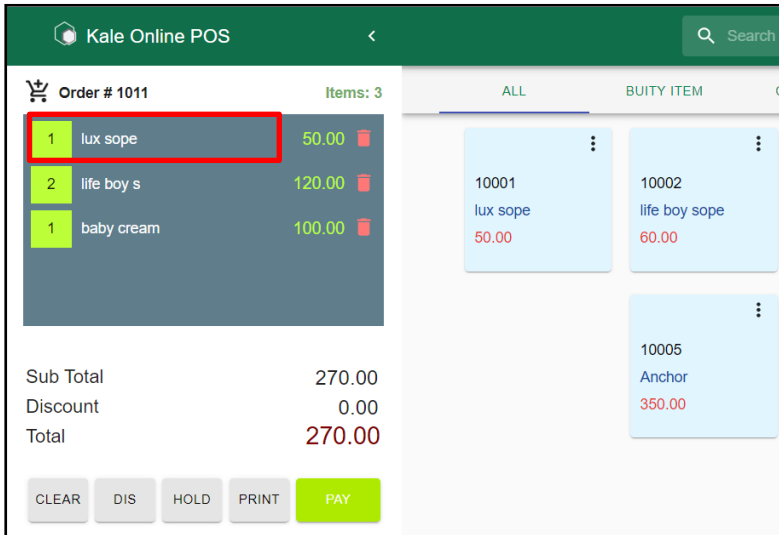 Kale Online POS <
Search
Order # 1011 Items: 3
1 lux sope 50.00
2 life boy s 120.00
1 baby cream 100.00
Sub Total 270.00
Discount 0.00
Total 270.00
CLEAR DIS HOLD PRINT PAY
ALL BUITY ITEM
10001
lux sope
50.00
10002
life boy sope
60.00
10005
Anchor
350.00